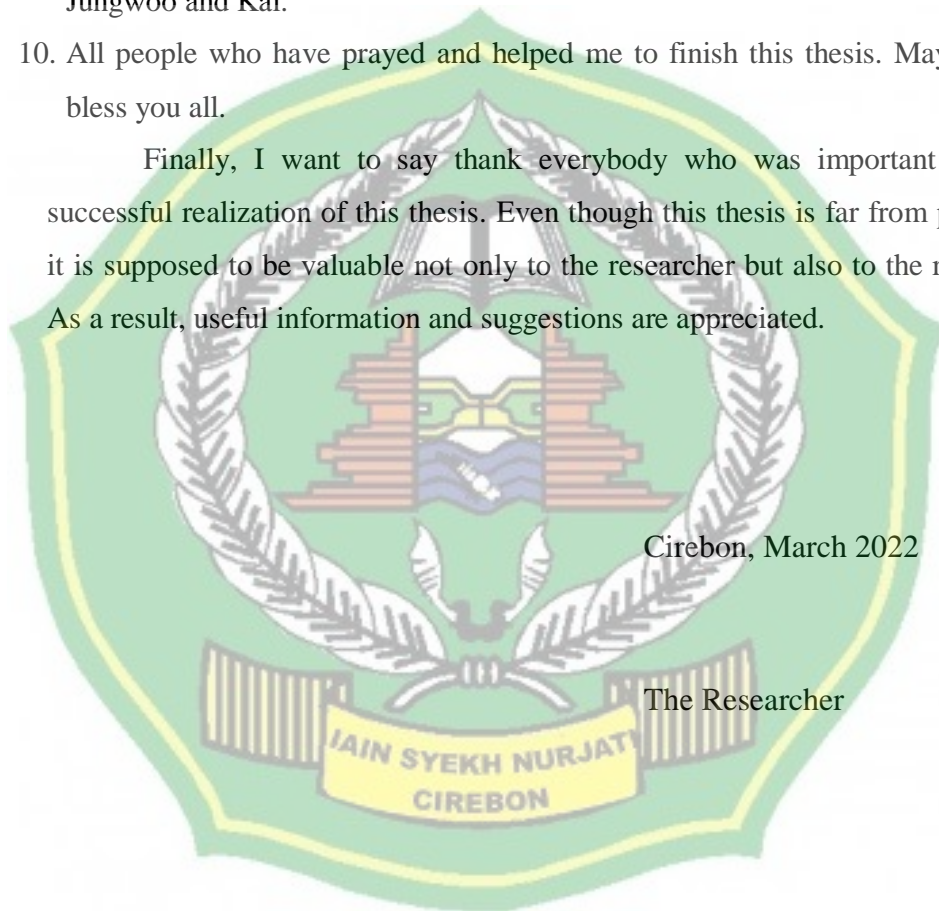 Jungwoo and Kai.
10. All people who have prayed and helped me to finish this thesis. May
bless you all.
Finally, I want to say thank everybody who was important
successful realization of this thesis. Even though this thesis is far from
it is supposed to be valuable not only to the researcher but also to the
As a result, useful information and suggestions are appreciated.
Cirebon, March 2022
The Researcher
IAIN SYEKH NURJATI
CIREBON